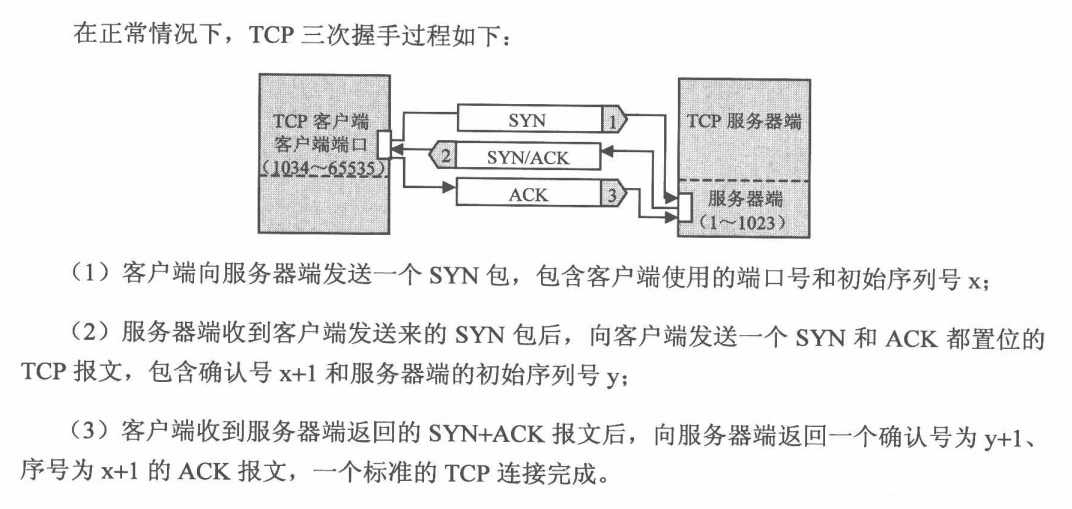 在正常情况下，TCP 三次握手过程如下：
TCP 客户端
客户端端口
（1034～65535）
SYN 1
2 SYN/ACK
ACK 3
TCP 服务器端
服务器端
（1～1023）
（1）客户端向服务器端发送一个 SYN 包，包含客户端使用的端口号和初始序列号 x；
（2）服务器端收到客户端发送来的 SYN 包后，向客户端发送一个 SYN 和 ACK 都置位的
TCP 报文，包含确认号 x+1 和服务器端的初始序列号 y；
（3）客户端收到服务器端返回的 SYN+ACK 报文后，向服务器端返回一个确认号为 y+1、
序号为 x+1 的 ACK 报文，一个标准的 TCP 连接完成。